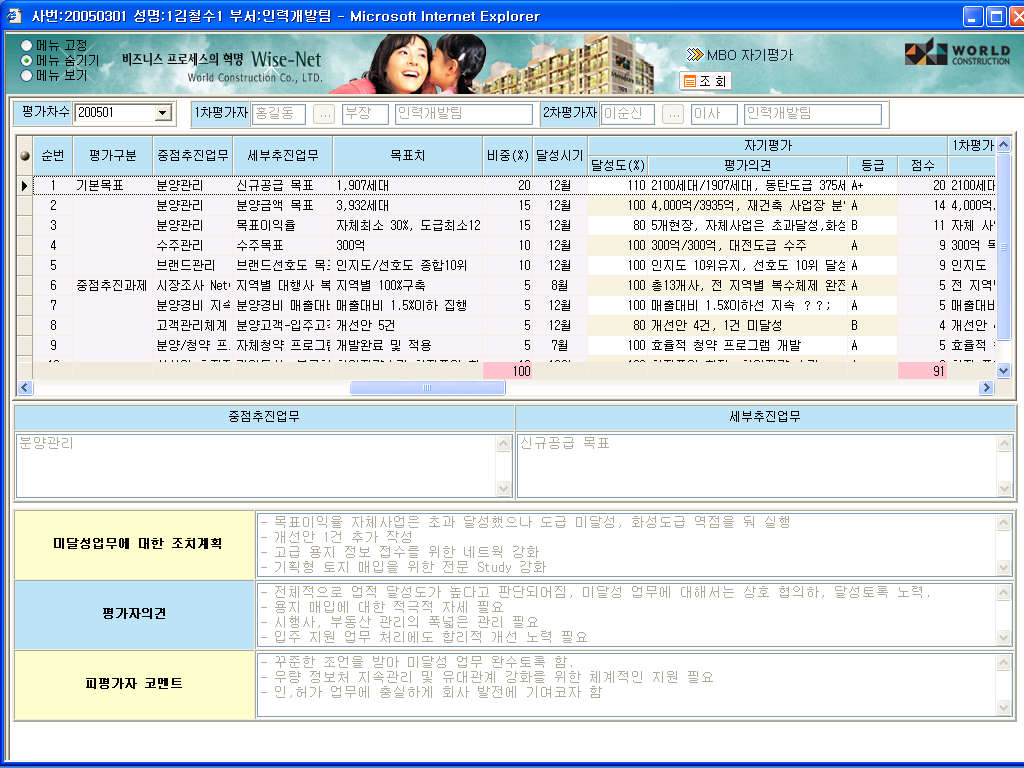 사번:20050301 성명:1김철수1 부서:인력개발팀 - Microsoft Internet Explorer
메뉴 고정
메뉴 숨기기
메뉴 보기
비즈니스 프로세스의 혁명 Wise-Net
World Construction Co., LTD.
MBO 자기평가
조 회
WORLD
CONSTRUCTION
평가차수 200501 1차평가자 홍길동 ... 부장 인력개발팀 2차평가자 이순신 ... 이사 인력개발팀
순번 평가구분 중점추진업무 세부추진업무 목표치 비중(%) 달성시기 자기평가 1차평가
달성도(%) 평가의견 등급 점수
1 기본목표 분양관리 신규공급 목표 1,907세대 20 12월 110 2100세대/1907세대, 동탄도급 375세 A+ 20 2100세대
2 분양관리 분양금액 목표 3,932세대 15 12월 100 4,000억/3935억, 재건축 사업장 분 A 14 4,000억.
3 분양관리 목표이익율 자체최소 30%, 도급최소12 15 12월 80 5개현장, 자체사업은 초과달성,화성 B 11 자체 사
4 수주관리 수주목표 300억 10 12월 100 300억/300억, 대전도급 수주 A 9 300억
5 브랜드관리 브랜드선호도 목표 인지도/선호도 종합10위 10 12월 100 인지도 10위유지, 선호도 10위 달성 A 9 인지도
6 중점추진과제 시장조사 Net 지역별 대행사 복 지역별 100%구축 5 8월 100 총13개사, 전 지역별 복수체제 완진 A 5 전 지역
7 분양경비 지속 분양경비 매출대비 매출대비 1.5%이하 집행 5 12월 100 매출대비 1.5%이하선 지속 ??; A 5 매출대비
8 고객관리체계 분양고객-입주고객 개선안 5건 5 12월 80 개선안 4건, 1건 미달성 B 4 개선안
9 분양/청약 프. 자체청약 프로그램 개발완료 및 적용 5 7월 100 효율적 청약 프로그램 개발 A 5 효율적
100 91
중점추진업무 세부추진업무
분양관리 신규공급 목표
미달성업무에 대한 조치계획
- 목표이익율 자체사업은 초과 달성했으나 도급 미달성, 화성도급 역점을 둬 실행
- 개선안 1건 추가 작성
- 고급 용지 정보 접수를 위한 네트웍 강화
- 기획형 토지 매입을 위한 전문 Study 강화
평가자의견
- 전체적으로 업적 달성도가 높다고 판단되어짐, 미달성 업무에 대해서는 상호 협의하, 달성토록 노력.
- 용지 매입에 대한 적극적 자세 필요
- 시행사, 부동산 관리의 폭넓은 관리 필요
- 입주 지원 업무 처리에도 합리적 개선 노력 필요
피평가자 코멘트
- 꾸준한 조언을 받아 미달성 업무 완수토록 함.
- 우량 정보처 지속관리 및 유대관계 강화를 위한 체계적인 지원 필요
- 인,허가 업무에 충실하게 회사 발전에 기여코자 함